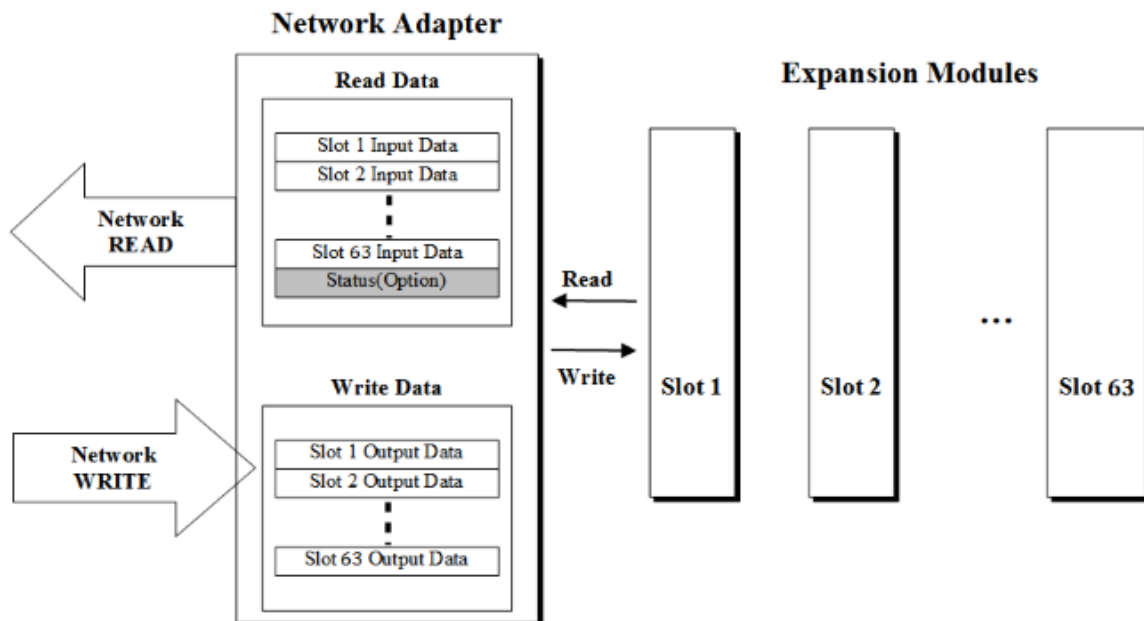 Network Adapter
Read Data
Slot 1 Input Data
Slot 2 Input Data
Slot 63 Input Data
Status(Option)
Network
READ
Write Data
Slot 1 Output Data
Slot 2 Output Data
Slot 63 Output Data
Network
WRITE
Read
Write
Expansion Modules
Slot 1
Slot 2
...
Slot 63